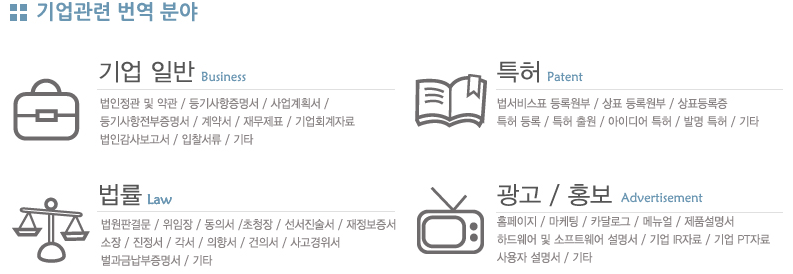 기업관련 번역 분야
기업 일반 Business
법인정관 및 약관 / 등기사항증명서 / 사업계획서 /
등기사항전부증명서 / 계약서 / 재무제표 / 기업회계자료
법인감사보고서 / 입찰서류 / 기타
특허 Patent
법서비스표 등록원부 / 상표 등록원부 / 상표등록증
특허 등록 / 특허 출원 / 아이디어 특허 / 발명 특허 / 기타
법률 Law
법원판결문 / 위임장 / 동의서 /초청장 / 선서진술서 / 재정보증서
소장 / 진정서 / 각서 / 의향서 / 건의서 / 사고경위서
벌과금납부증명서 / 기타
광고 / 홍보 Advertisement
홈페이지 / 마케팅 / 카달로그 / 메뉴얼 / 제품설명서
하드웨어 및 소프트웨어 설명서 / 기업 IR자료 / 기업 PT자료
사용자 설명서 / 기타